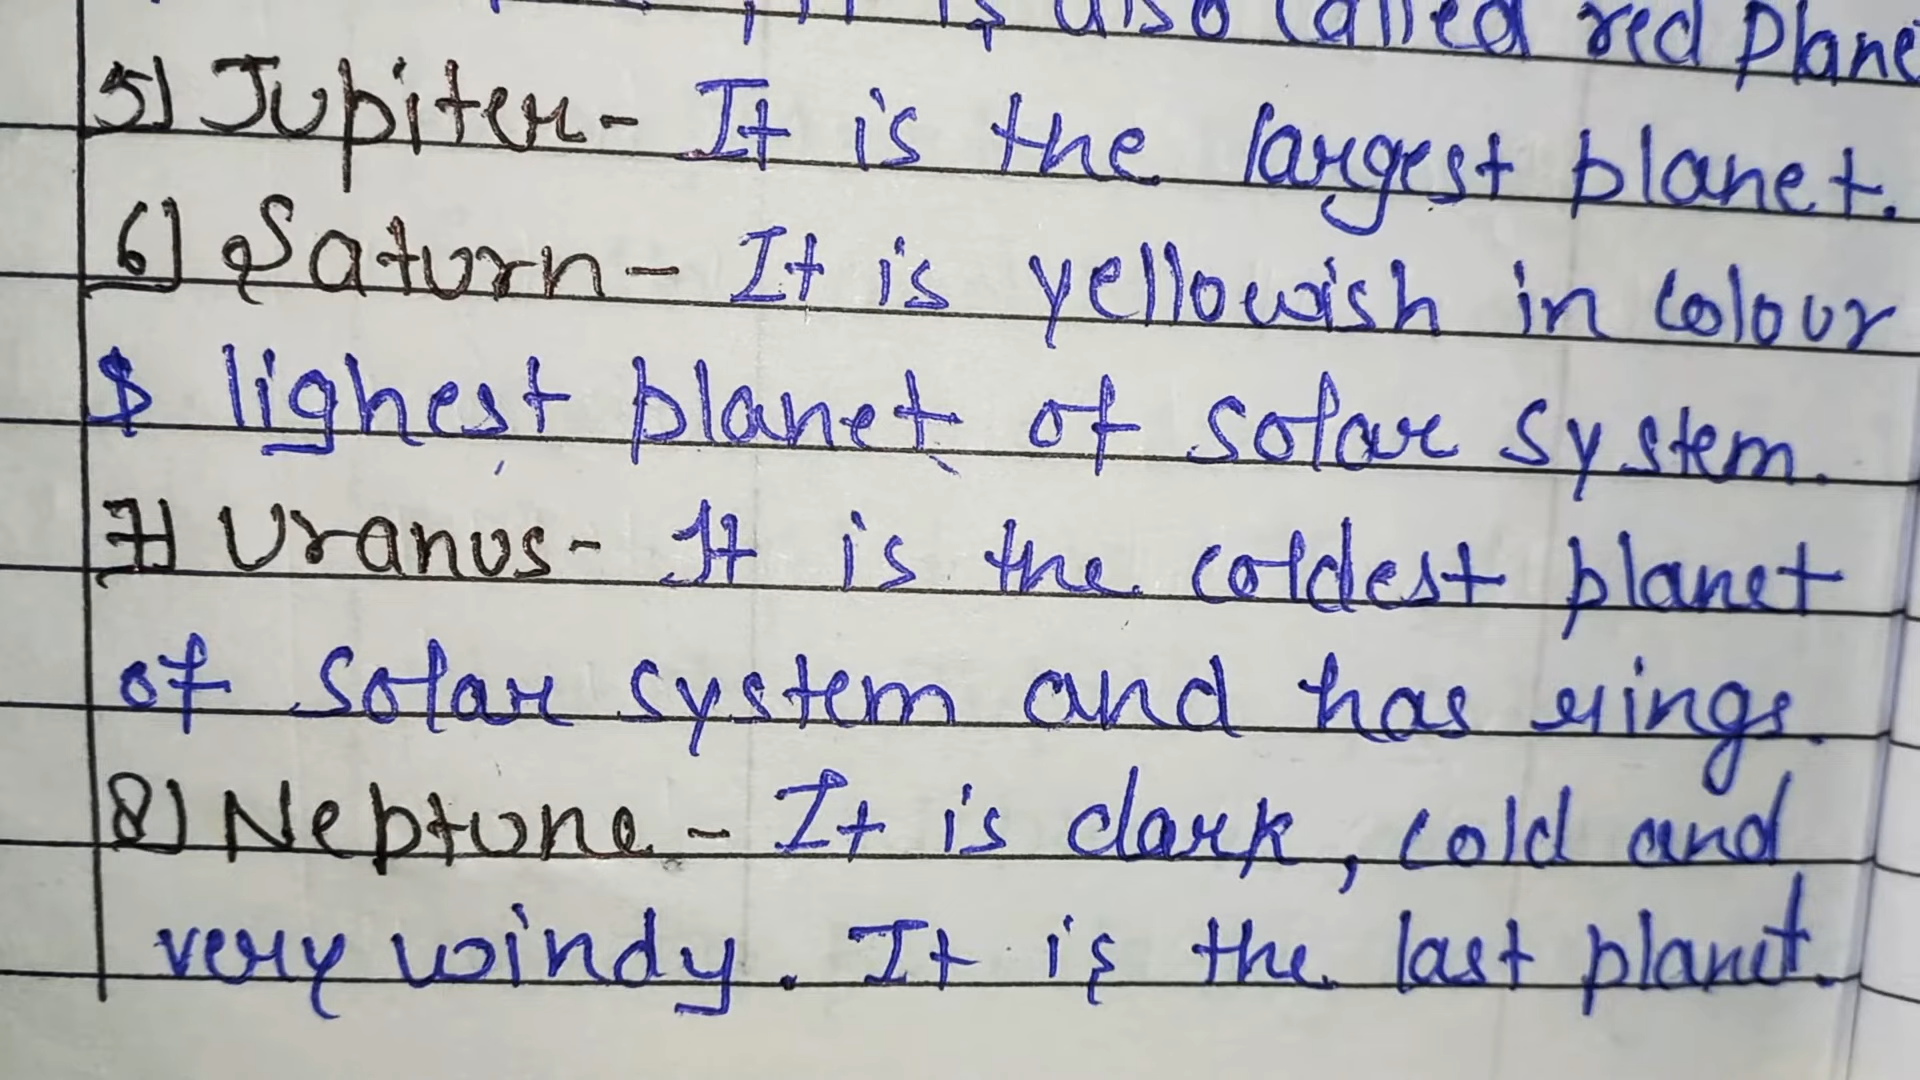 it is also called red Plane
5) Jupiter- It is the largest planet.
6) Saturn- It is yellowish in colour
$ lighest planet of solar system.
7) Uranus- It is the coldest planet
of solar system and has rings.
8) Neptune - It is dark, cold and
very windy. It is the last planet.